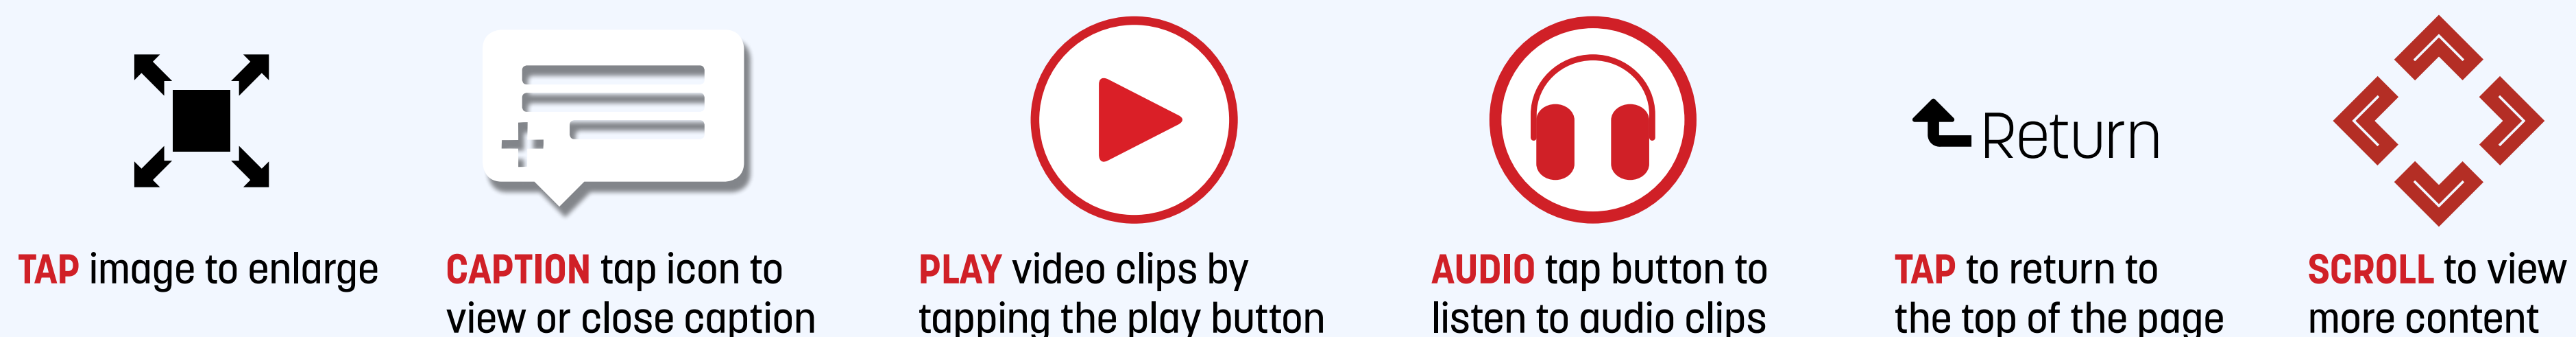 Return
TAP image to enlarge
CAPTION tap icon to
view or close caption
PLAY video clips by
tapping the play button
AUDIO tap button to
listen to audio clips
TAP to return to
the top of the page
SCROLL to view
more content